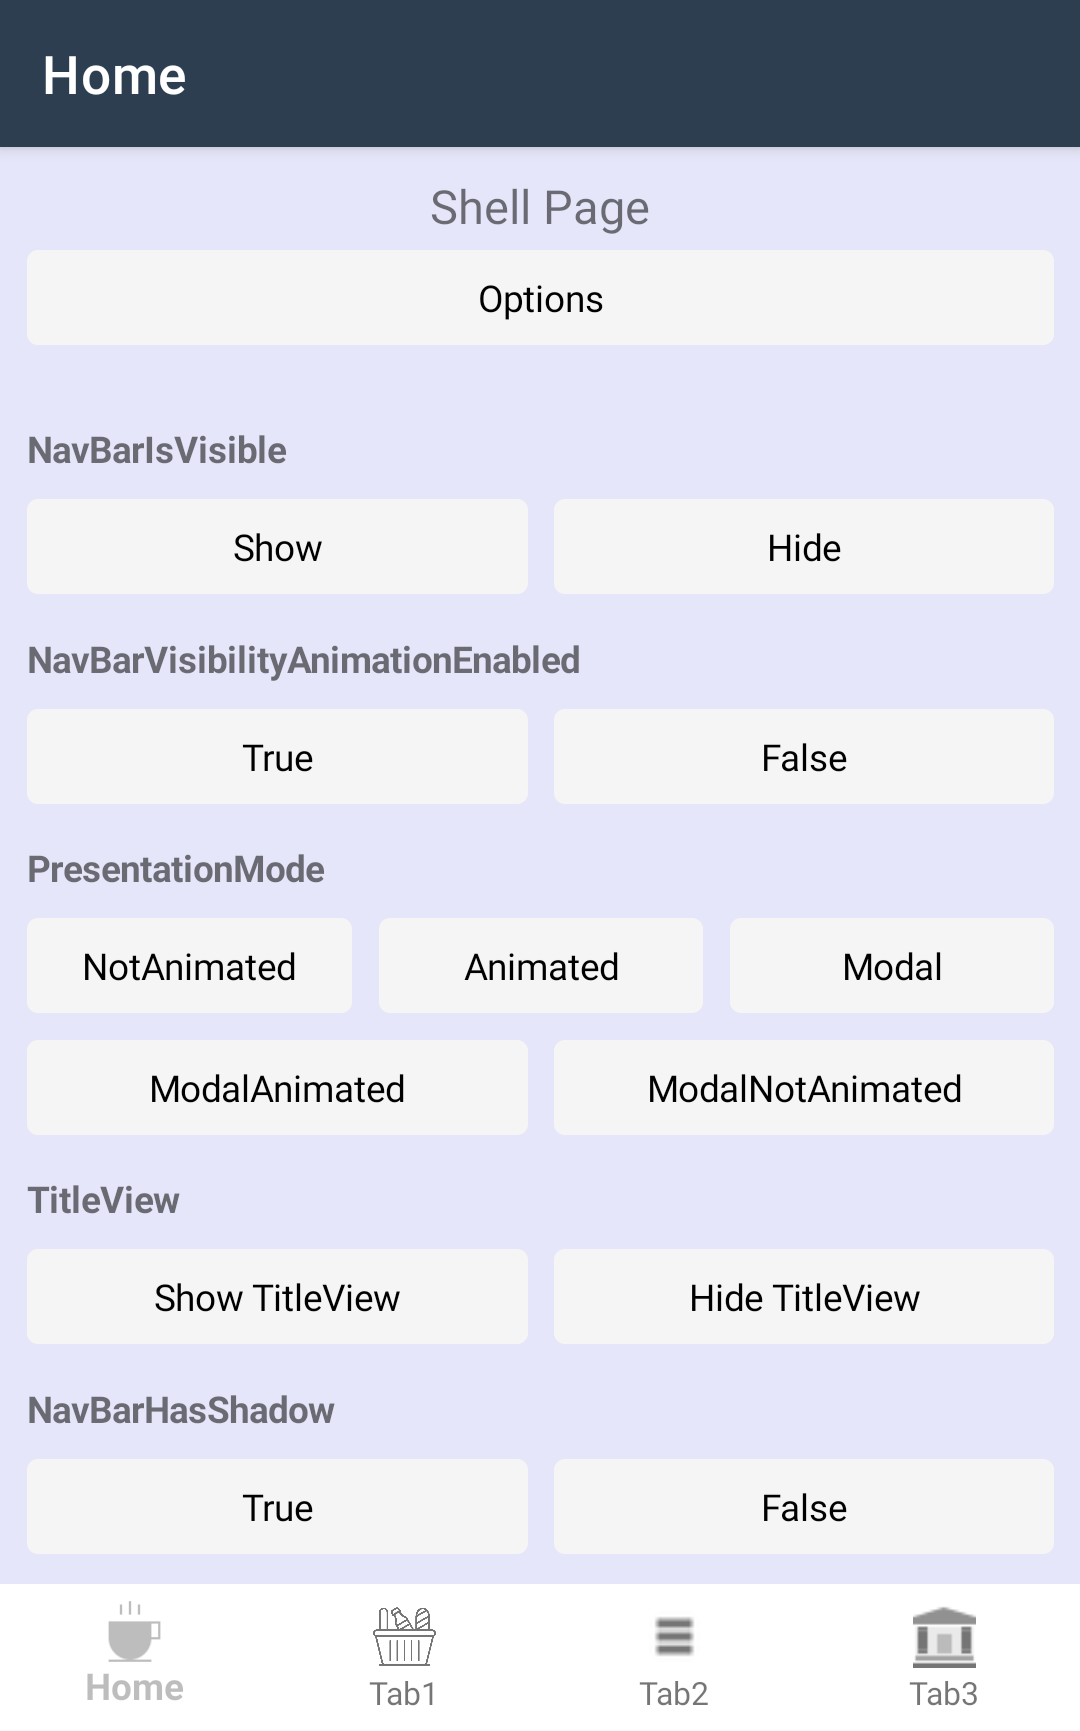 Home
Shell Page
Options
NavBarIsVisible
Show Hide
NavBarVisibilityAnimationEnabled
True False
PresentationMode
NotAnimated Animated Modal
ModalAnimated ModalNotAnimated
TitleView
Show TitleView Hide TitleView
NavBarHasShadow
True False
Home Tab1 Tab2 Tab3